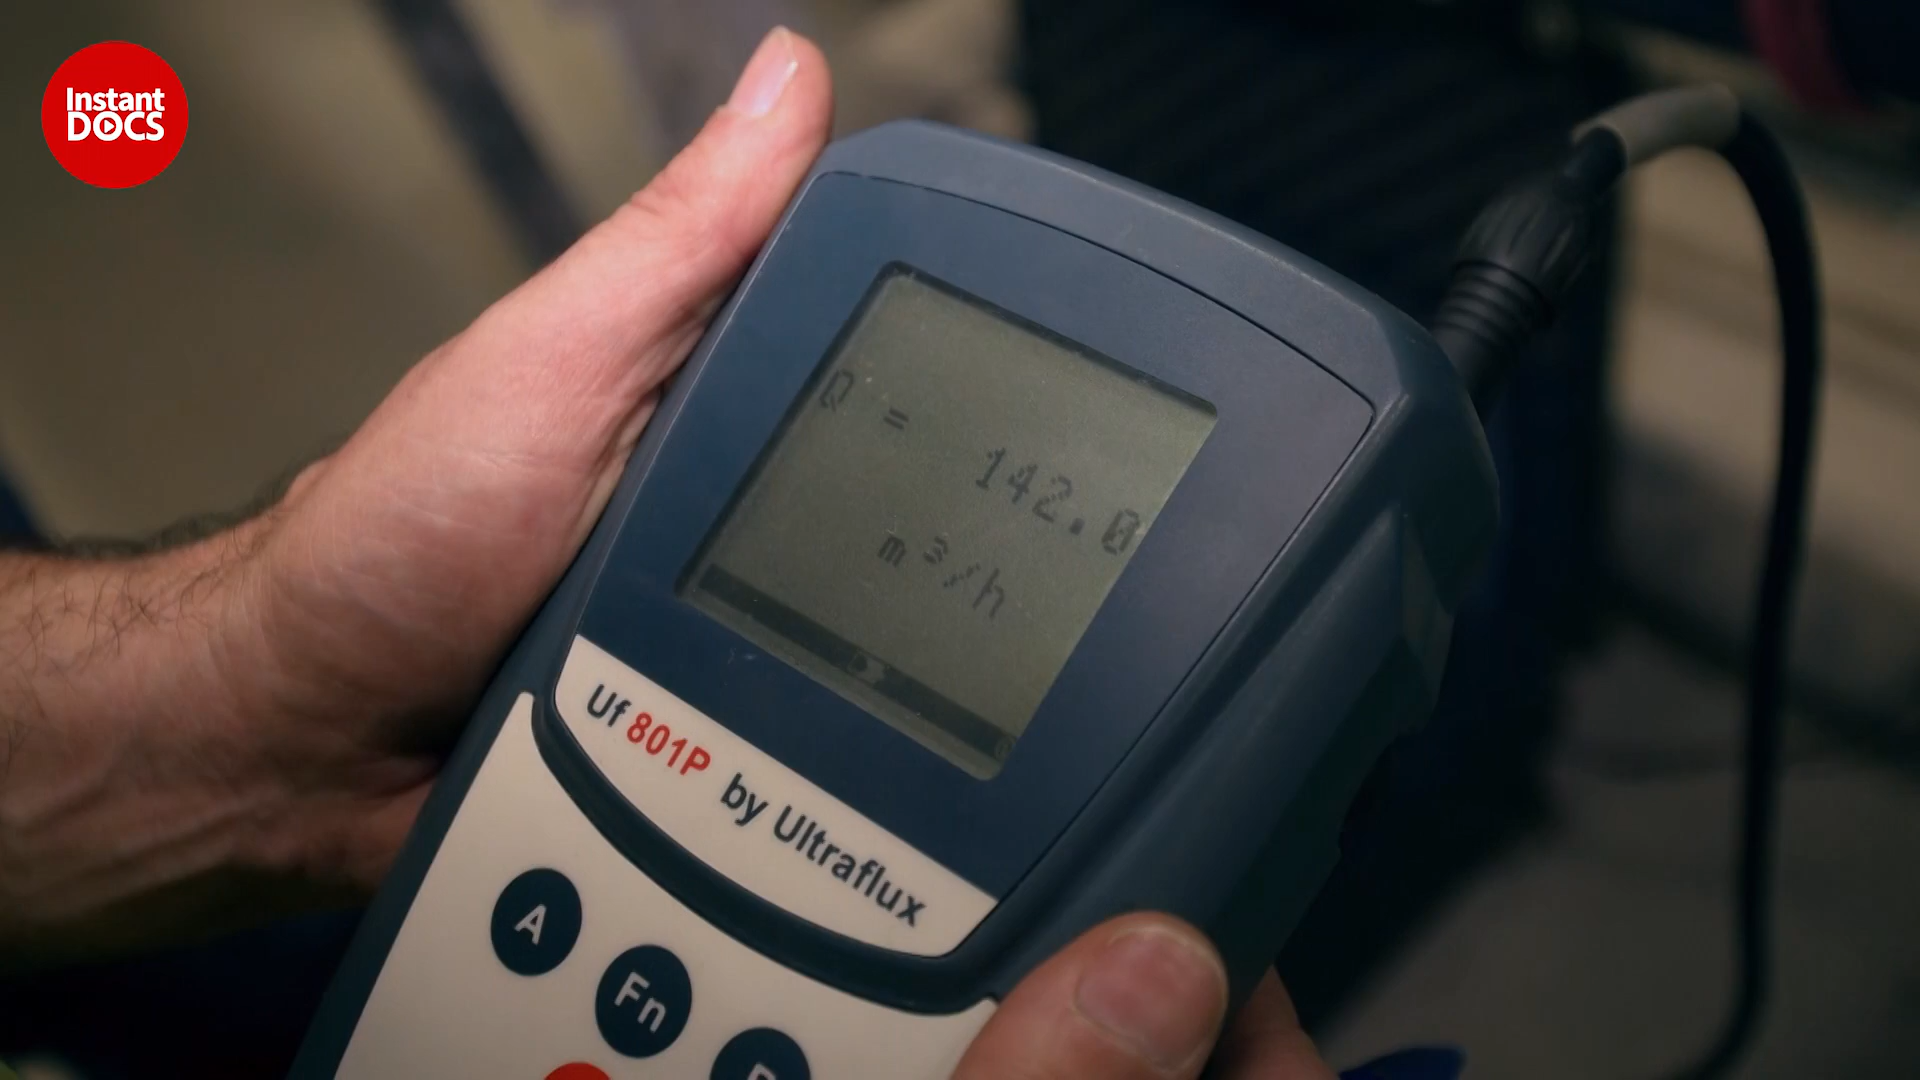 Instant
DOCS
Q = 142.0
m³/h
Uf 801P by Ultraflux
A
Fn